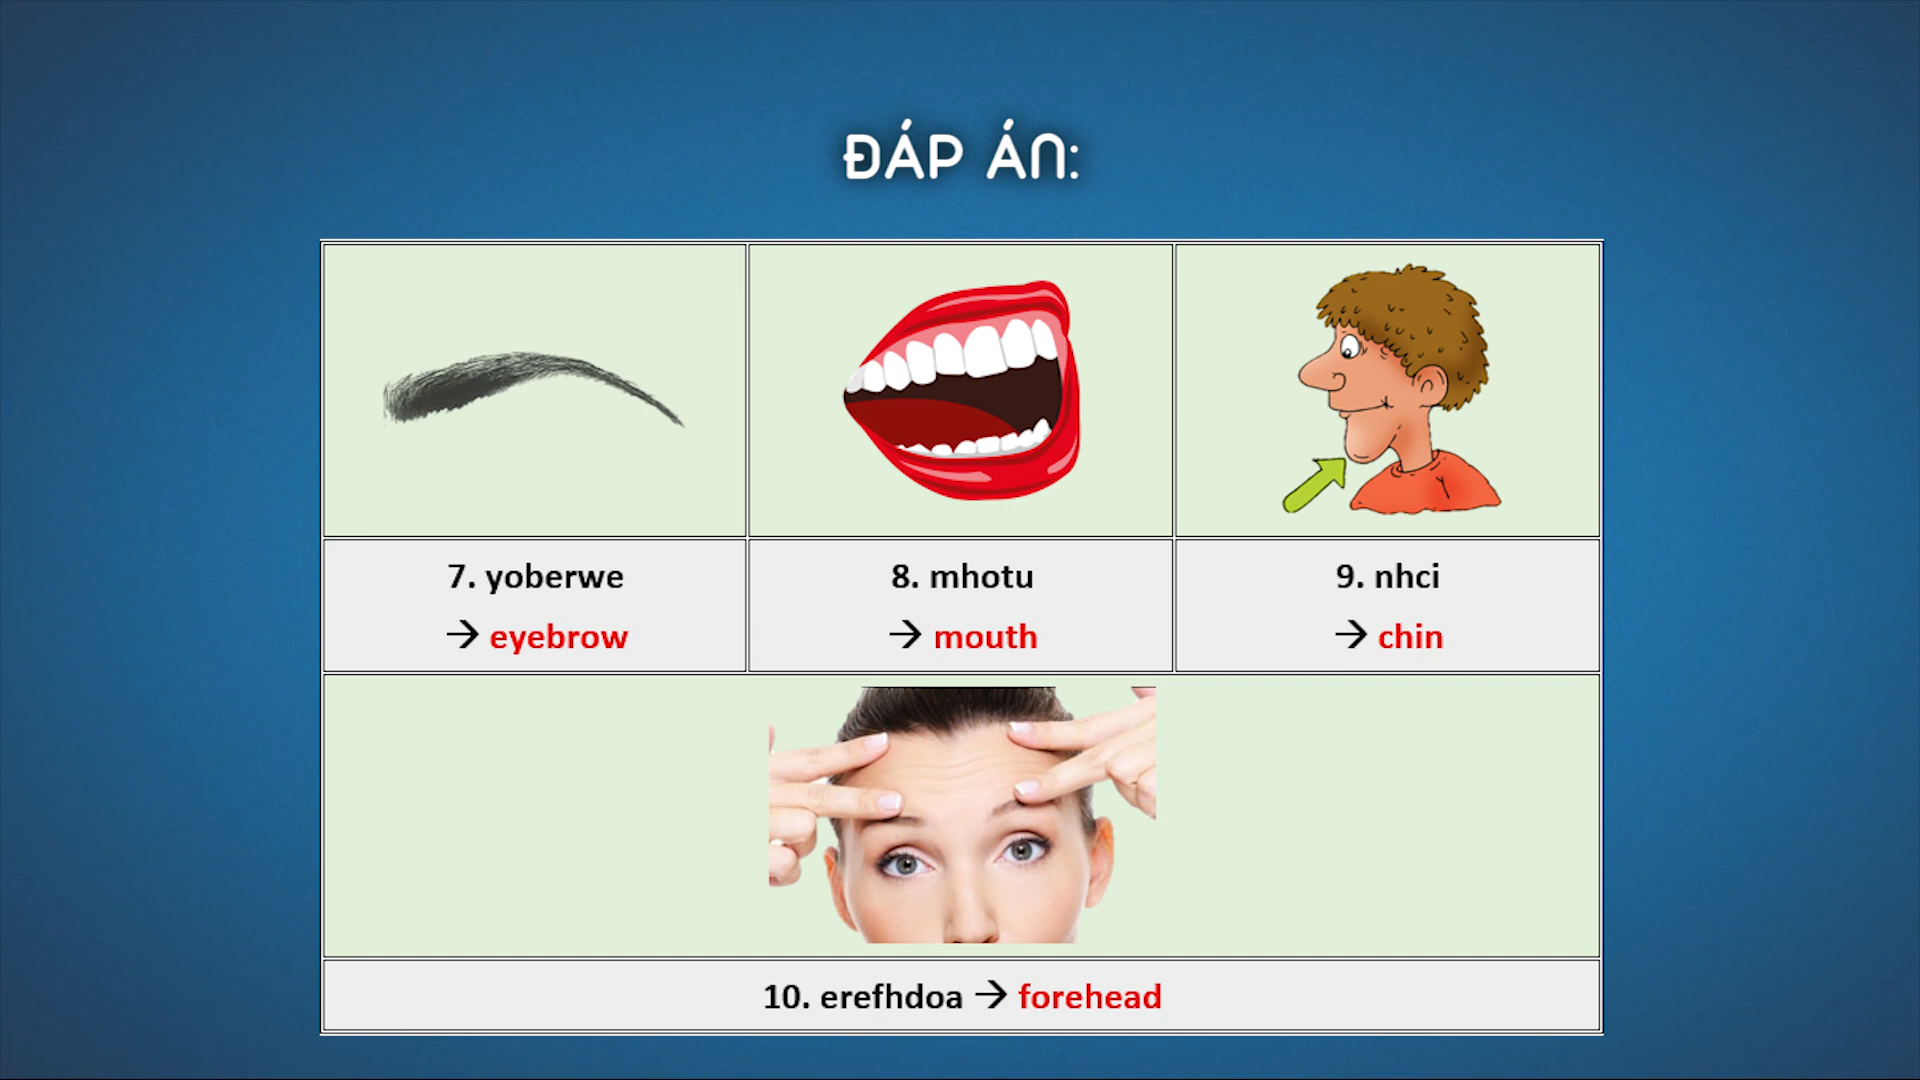 ĐÁP ÁN:
7. yoberwe
→ eyebrow
8. mhotu
→ mouth
9. nhci
→ chin
10. erefhdoa → forehead